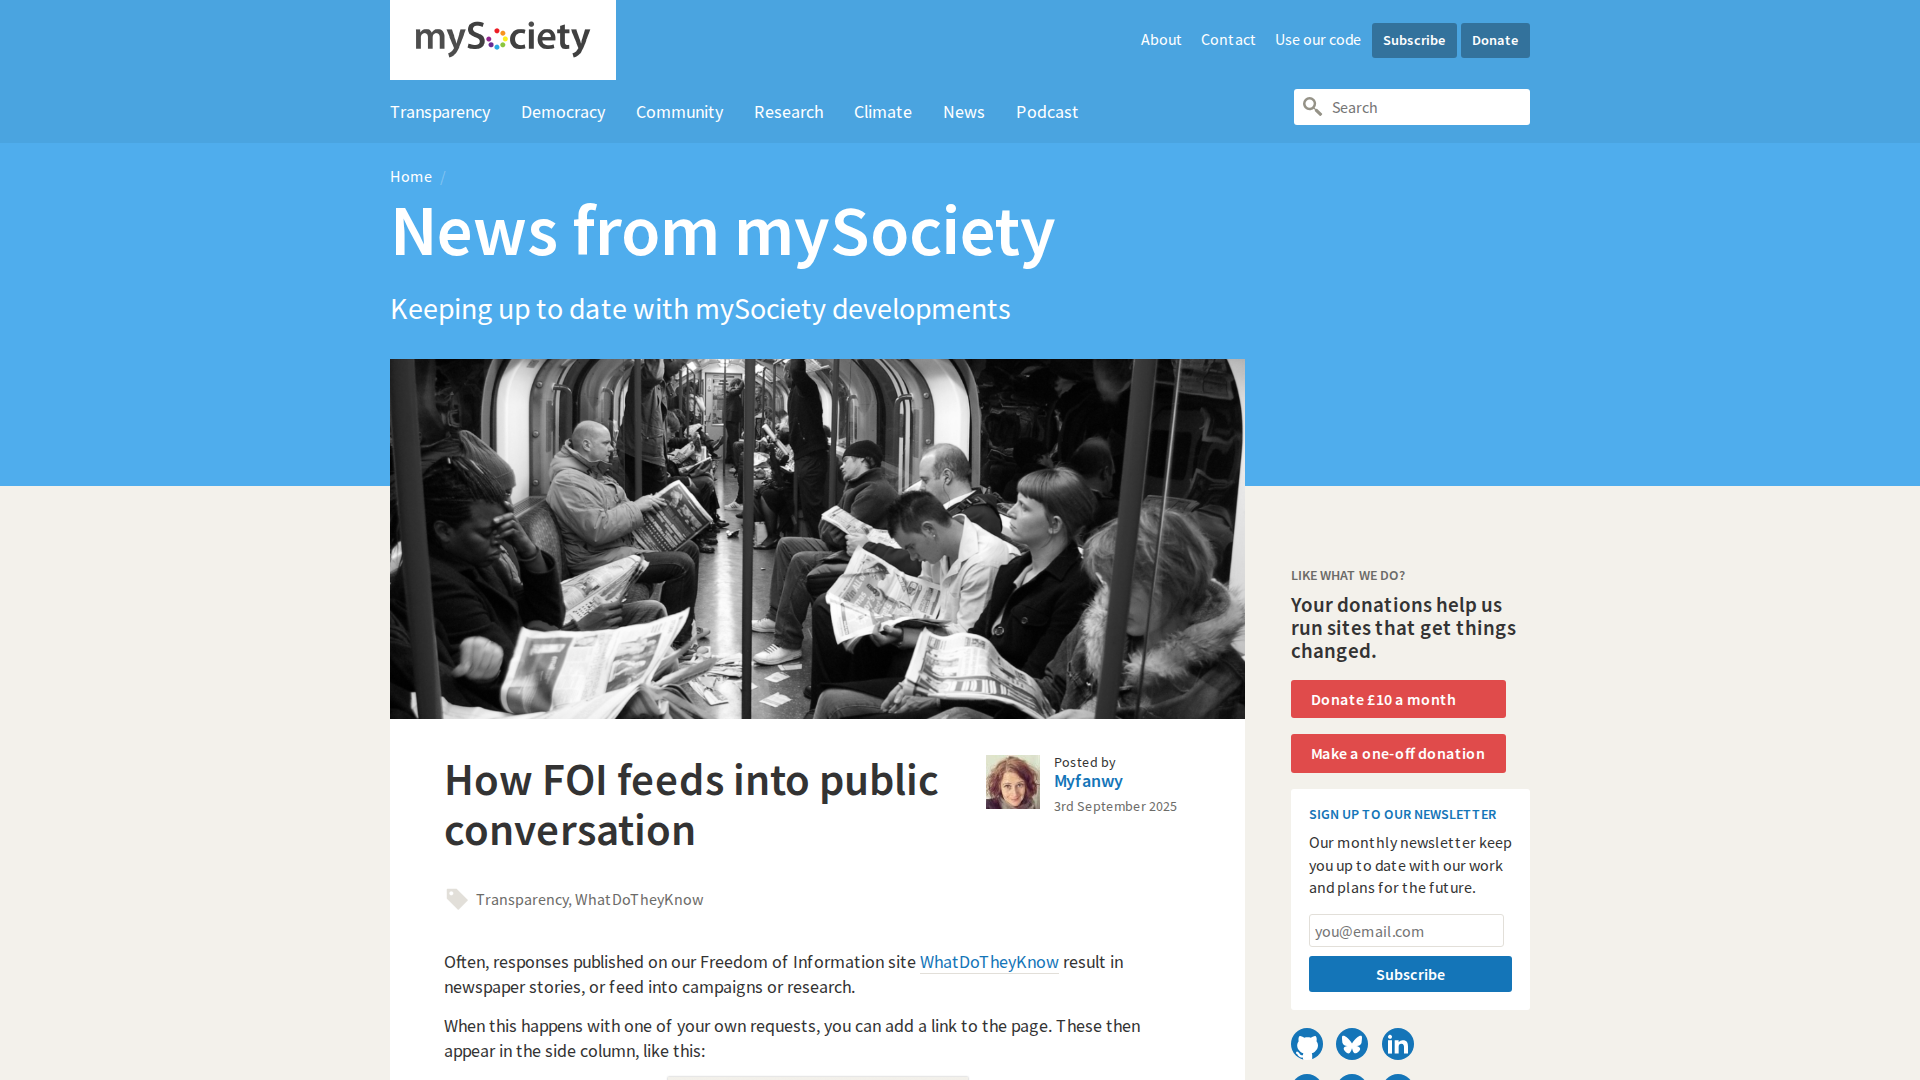 mySociety
About Contact Use our code Subscribe Donate
Transparency Democracy Community Research Climate News Podcast
Search
Home /
News from mySociety
Keeping up to date with mySociety developments
How FOI feeds into public
conversation
Posted by
Myfanwy
3rd September 2025
Transparency, WhatDoTheyKnow
Often, responses published on our Freedom of Information site WhatDoTheyKnow result in
newspaper stories, or feed into campaigns or research.
When this happens with one of your own requests, you can add a link to the page. These then
appear in the side column, like this:
LIKE WHAT WE DO?
Your donations help us
run sites that get things
changed.
Donate £10 a month
Make a one-off donation
SIGN UP TO OUR NEWSLETTER
Our monthly newsletter keep
you up to date with our work
and plans for the future.
you@email.com
Subscribe
in